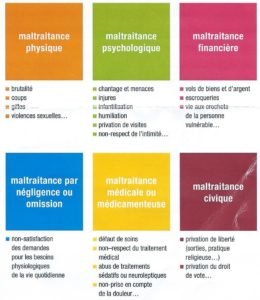 maltraitance
physique
maltraitance
psychologique
maltraitance
financière
brutalité
coups
gifles
violences sexuelles...
chantage et menaces
injures
infantilisation
humiliation
privation de visites
non-respect de l'intimité...
vols de biens et d'argent
escroqueries
vie aux crochets
de la personne
vulnérable...
maltraitance par
négligence ou
omission
maltraitance
médicale ou
médicamenteuse
maltraitance
civique
non-satisfaction
des demandes
pour les besoins
physiologiques
de la vie quotidienne
défaut de soins
non-respect du traitement
médical
abus de traitements
sédatifs ou neuroleptiques
non-prise en compte
de la douleur...
privation de liberté
(sorties, pratique
religieuse...)
privation du droit
de vote...